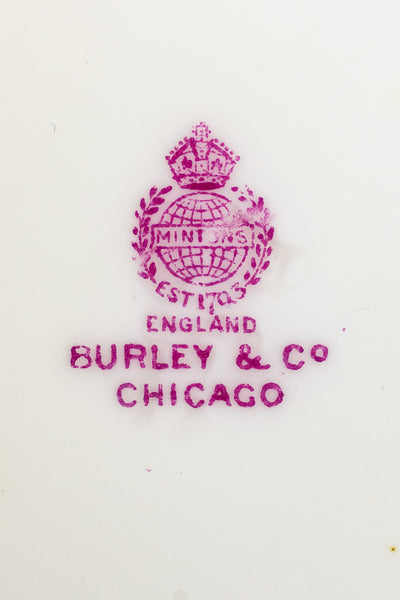 MINTONS
EST 1793
ENGLAND
BURLEY & Co
CHICAGO